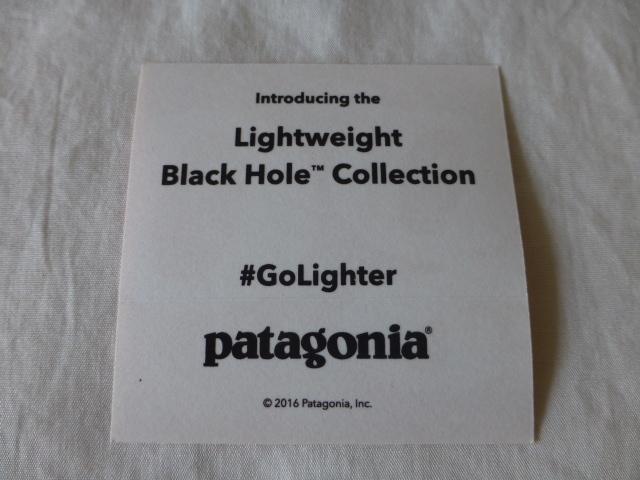 Introducing the
Lightweight
Black Hole™ Collection
#GoLighter
patagonia®
© 2016 Patagonia, Inc.